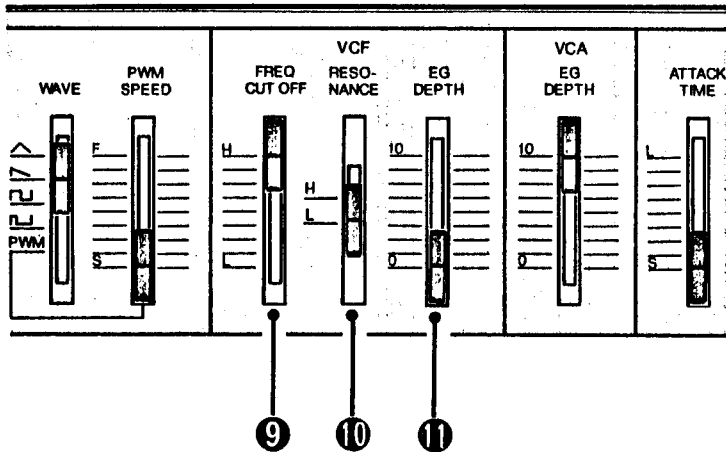 VCF
VCA
WAVE
PWM
SPEED
FREQ
CUT OFF
RESO-
NANCE
EG
DEPTH
EG
DEPTH
ATTACK
TIME
F
H
10
10
L
H
L
PWM
S
L
0
0
S
9
10
11